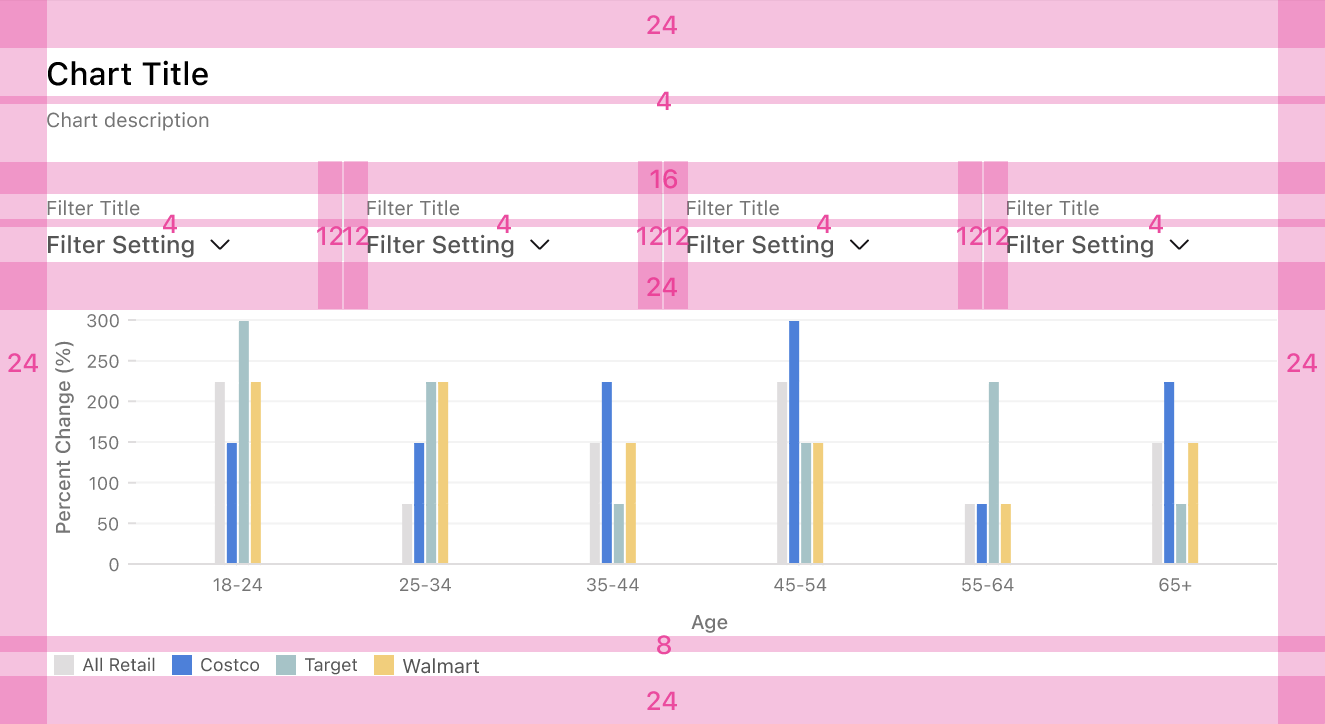 24
Chart Title
4
Chart description
16
Filter Title Filter Title Filter Title Filter Title
4 4 4 4
12 12 12 12 12 12
Filter Setting Filter Setting Filter Setting Filter Setting
24
24 24
Percent Change (%)
300
250
200
150
100
50
0
18-24 25-34 35-44 45-54 55-64 65+
Age
8
All Retail Costco Target Walmart
24